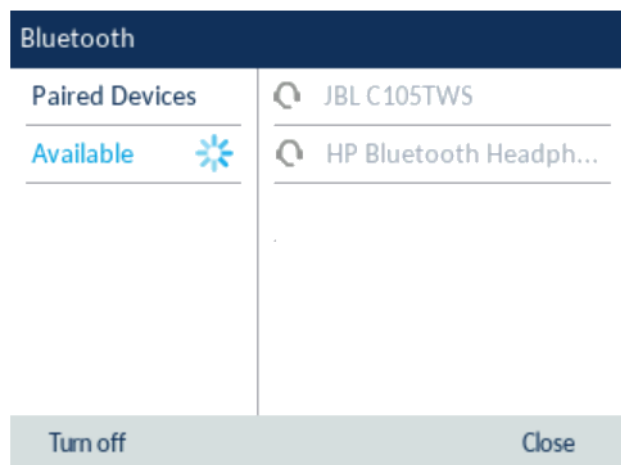 Bluetooth
Paired Devices
Available
JBL C105TWS
HP Bluetooth Headph...
Turn off
Close